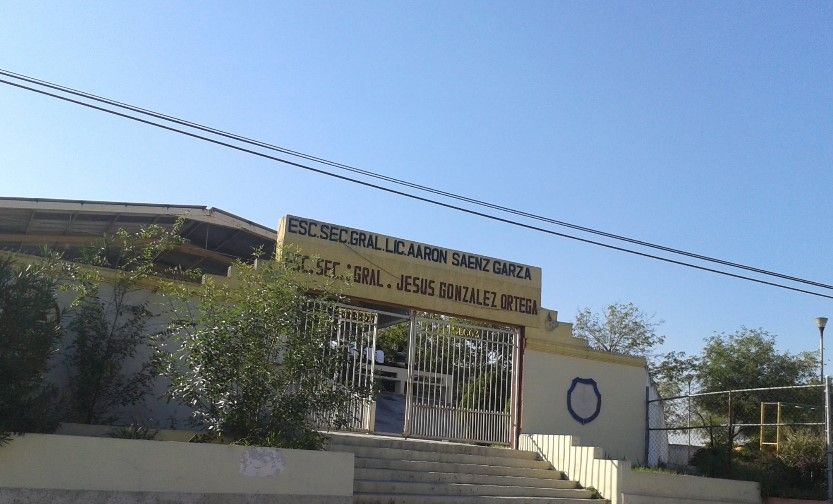 ESC.SEC.GRAL.LIC.AARON SAENZ GARZA
ESC.SEC. GRAL. JESUS GONZALEZ ORTEGA